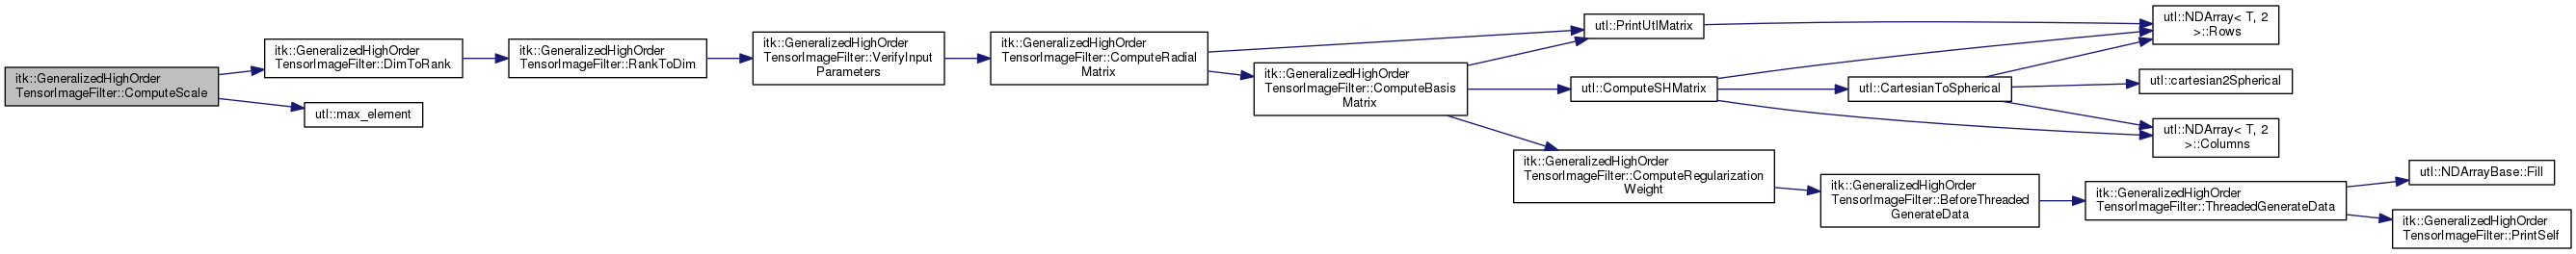 itk::GeneralizedHighOrder
TensorImageFilter::ComputeScale
itk::GeneralizedHighOrder
TensorImageFilter::DimToRank
utl::max_element
itk::GeneralizedHighOrder
TensorImageFilter::RankToDim
itk::GeneralizedHighOrder
TensorImageFilter::VerifyInput
Parameters
itk::GeneralizedHighOrder
TensorImageFilter::ComputeRadial
Matrix
itk::GeneralizedHighOrder
TensorImageFilter::ComputeBasis
Matrix
utl::PrintUtlMatrix
utl::ComputeSHMatrix
itk::GeneralizedHighOrder
TensorImageFilter::ComputeRegularization
Weight
utl::CartesianToSpherical
itk::GeneralizedHighOrder
TensorImageFilter::BeforeThreaded
GenerateData
utl::NDArray< T, 2
>::Rows
utl::cartesian2Spherical
utl::NDArray< T, 2
>::Columns
itk::GeneralizedHighOrder
TensorImageFilter::ThreadedGenerateData
utl::NDArrayBase::Fill
itk::GeneralizedHighOrder
TensorImageFilter::PrintSelf